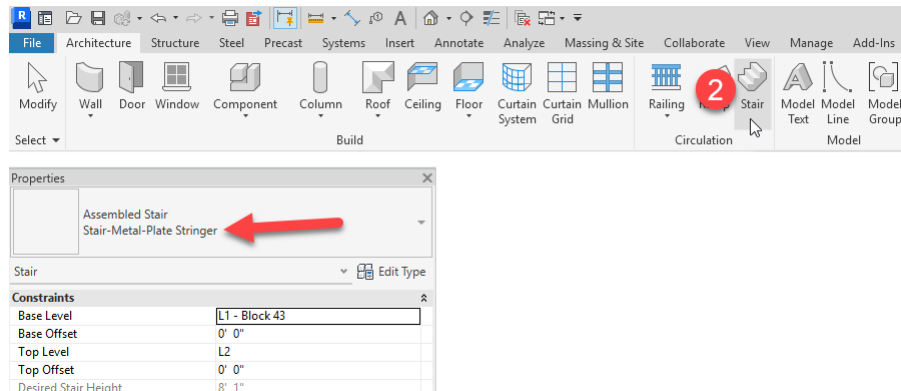 R
File Architecture Structure Steel Precast Systems Insert Annotate Analyze Massing & Site Collaborate View Manage Add-Ins
Modify Wall Door Window Component Column Roof Ceiling Floor Curtain System Curtain Grid Mullion Railing 2 Stair Model Text Model Line Model Group
Select Build Circulation Model
Properties
Assembled Stair
Stair-Metal-Plate Stringer
Stair Edit Type
Constraints
Base Level L1 - Block 43
Base Offset 0' 0"
Top Level L2
Top Offset 0' 0"
Desired Stair Height 8' 1"